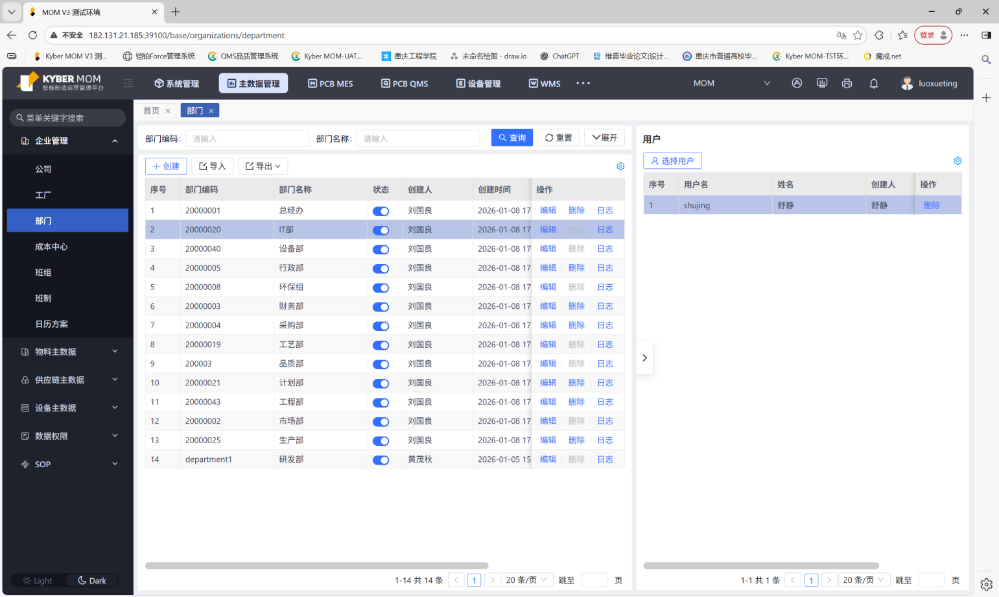 MOM V3 测试环境
不安全 182.131.21.185:39100/base/organizations/department
登录
Kyber MOM V3 测... 铠铂Force管理系统 QMS品质管理系统 Kyber MOM-UAT... 重庆工程学院 未命名绘图 - draw.io ChatGPT 维普毕业论文(设计... 重庆市普通高校毕... Kyber MOM-TST环... 魔戒.net
KYBER MOM
智能制造运营管理平台
系统管理 主数据管理 PCB MES PCB QMS 设备管理 WMS ··· MOM luoxueting
菜单关键字搜索
企业管理
公司
工厂
部门
成本中心
班组
班制
日历方案
物料主数据
供应链主数据
设备主数据
数据权限
SOP
Light Dark
首页 部门
部门编码: 请输入 部门名称: 请输入 查询 重置 展开
创建 导入 导出
序号 部门编码 部门名称 状态 创建人 创建时间 操作
1 20000001 总经办 刘国良 2026-01-08 17 编辑 删除 日志
2 20000020 IT部 刘国良 2026-01-08 17 编辑 删除 日志
3 20000040 设备部 刘国良 2026-01-08 17 编辑 删除 日志
4 20000005 行政部 刘国良 2026-01-08 17 编辑 删除 日志
5 20000008 环保组 刘国良 2026-01-08 17 编辑 删除 日志
6 20000003 财务部 刘国良 2026-01-08 17 编辑 删除 日志
7 20000004 采购部 刘国良 2026-01-08 17 编辑 删除 日志
8 20000019 工艺部 刘国良 2026-01-08 17 编辑 删除 日志
9 200003 品质部 刘国良 2026-01-08 17 编辑 删除 日志
10 20000021 计划部 刘国良 2026-01-08 17 编辑 删除 日志
11 20000043 工程部 刘国良 2026-01-08 17 编辑 删除 日志
12 20000002 市场部 刘国良 2026-01-08 17 编辑 删除 日志
13 20000025 生产部 刘国良 2026-01-08 17 编辑 删除 日志
14 department1 研发部 黄茂秋 2026-01-05 15 编辑 删除 日志
1-14 共 14 条 1 20 条/页 跳至 页
用户
选择用户
序号 用户名 姓名 创建人 操作
1 shujing 舒静 舒静 删除
1-1 共 1 条 1 20 条/页 跳至 页